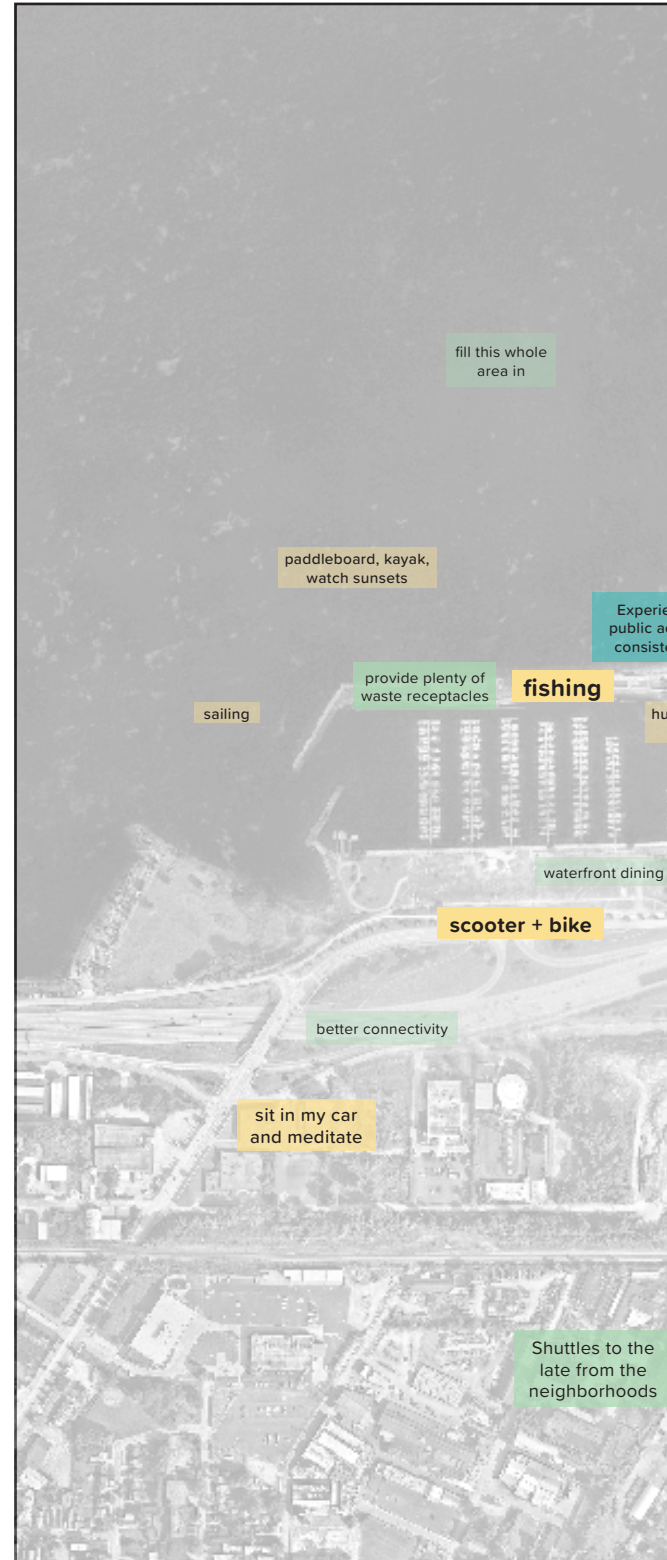 fill this whole
area in
paddleboard, kayak,
watch sunsets
public
provide plenty of
waste receptacles
fishing
sailing
waterfront dining
scooter + bike
better connectivity
sit in my car
and meditate
Shuttles to the
late from the
neighborhoods